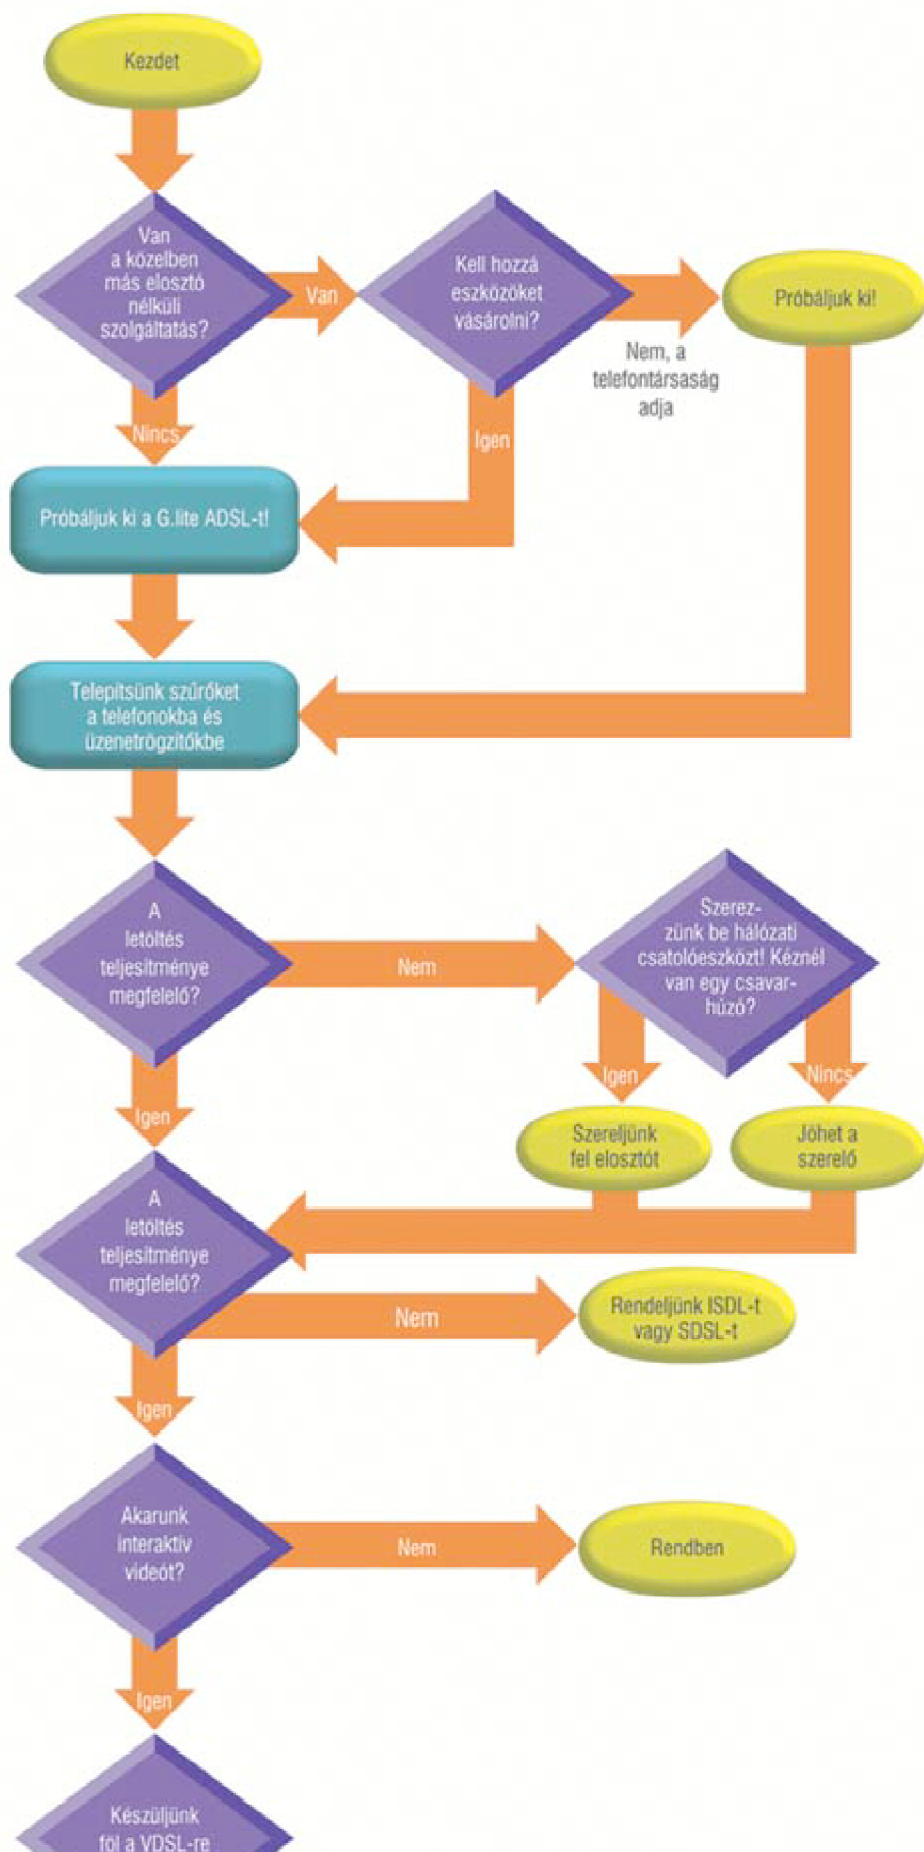 Kezdet
Van
a közelben
más elosztó
nélküli
szolgáltatás?
Van
Kell hozzá
eszközöket
vásárolni?
Próbáljuk ki!
Nem, a
telefontársaság
adja
Nincs
Igen
Próbáljuk ki a G.lite ADSL-t!
Telepítsünk szűrőket
a telefonokba és
üzenetrögzítőkbe
A
letöltés
teljesítménye
megfelelő?
Nem
Szerez-
zünk be hálózati
csatolóeszközt! Kéznél
van egy csavar-
húzó?
Igen
Nincs
Igen
Szereljünk
fel elosztót
Jöhet a
szerelő
A
letöltés
teljesítménye
megfelelő?
Nem
Rendeljünk ISDL-t
vagy SDSL-t
Igen
Akarunk
interaktív
videót?
Nem
Rendben
Igen
Készüljünk
föl a VDSL-re